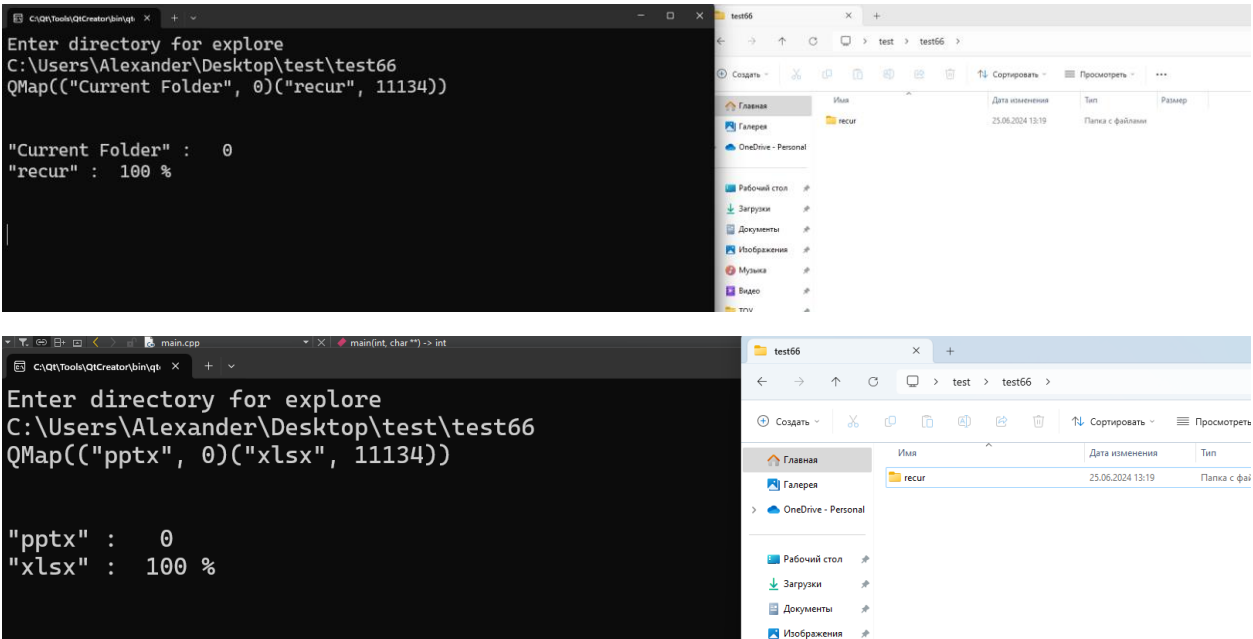 C:\Qt\Tools\QtCreator\bin\qt
Enter directory for explore
C:\Users\Alexander\Desktop\test\test66
QMap(("Current Folder", 0)("recur", 11134))
"Current Folder" : 0
"recur" : 100 %
test66
test > test66 >
Создать
Сортировать
Просмотреть
Имя
Дата изменения
Тип
Размер
Главная
recur
25.06.2024 13:19
Папка с файлами
Галерея
OneDrive - Personal
Рабочий стол
Загрузки
Документы
Изображения
Музыка
Видео
TOY
main.cpp
main(int, char **) -> int
C:\Qt\Tools\QtCreator\bin\qt
Enter directory for explore
C:\Users\Alexander\Desktop\test\test66
QMap(("pptx", 0)("xlsx", 11134))
"pptx" : 0
"xlsx" : 100 %
test66
test > test66 >
Создать
Сортировать
Просмотреть
Имя
Дата изменения
Тип
Главная
recur
25.06.2024 13:19
Папка с фай
Галерея
OneDrive - Personal
Рабочий стол
Загрузки
Документы
Изображения